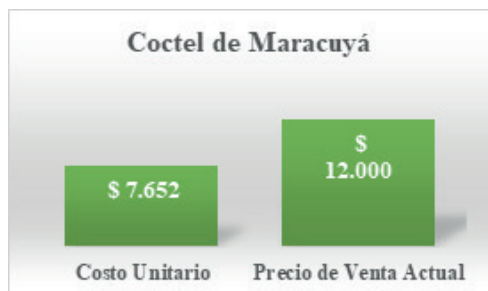 Coctel de Maracuyá
$ 7.652
$
12.000
Costo Unitario
Precio de Venta Actual